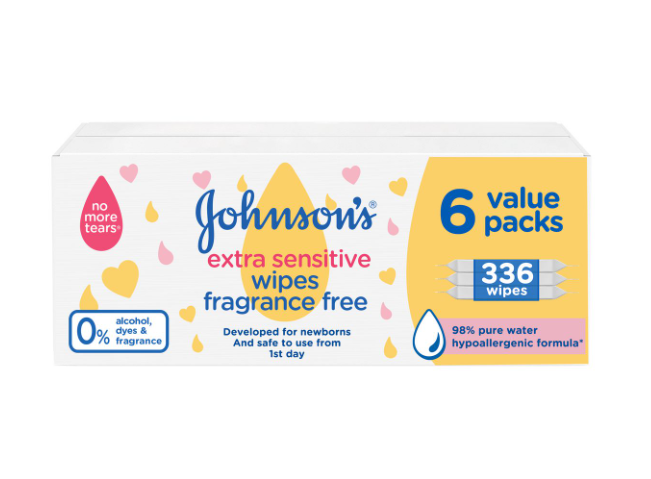 no
more
tears®
Johnson's®
extra sensitive
wipes
fragrance free
Developed for newborns
And safe to use from
1st day
0%
alcohol,
dyes &
fragrance
6 value
packs
336
wipes
98% pure water
hypoallergenic formula*